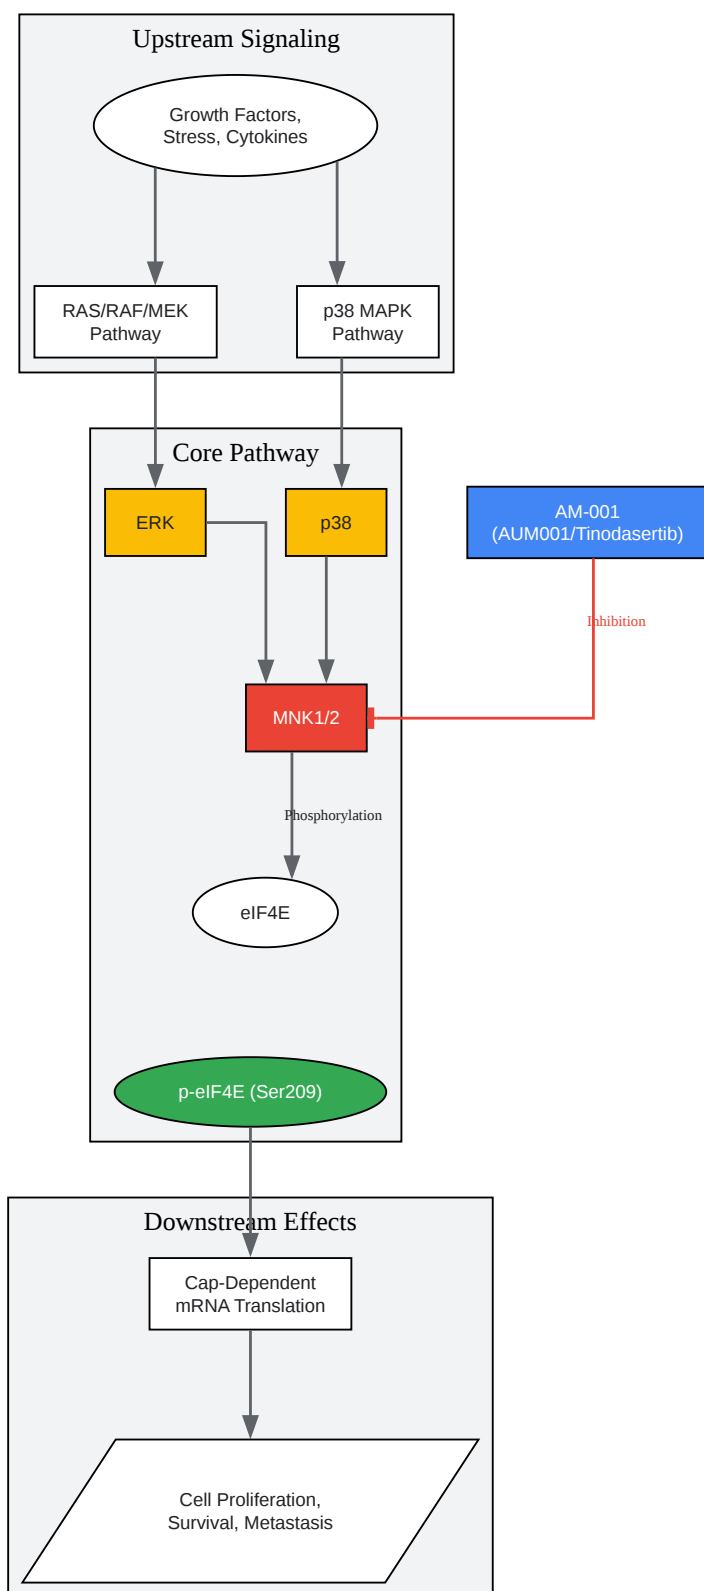 Upstream Signaling
Growth Factors,
Stress, Cytokines
RAS/RAF/MEK
Pathway
p38 MAPK
Pathway
Core Pathway
ERK
p38
AM-001
(AUM001/Tinodasertib)
Inhibition
MNK1/2
Phosphorylation
eIF4E
p-eIF4E (Ser209)
Downstream Effects
Cap-Dependent
mRNA Translation
Cell Proliferation,
Survival, Metastasis